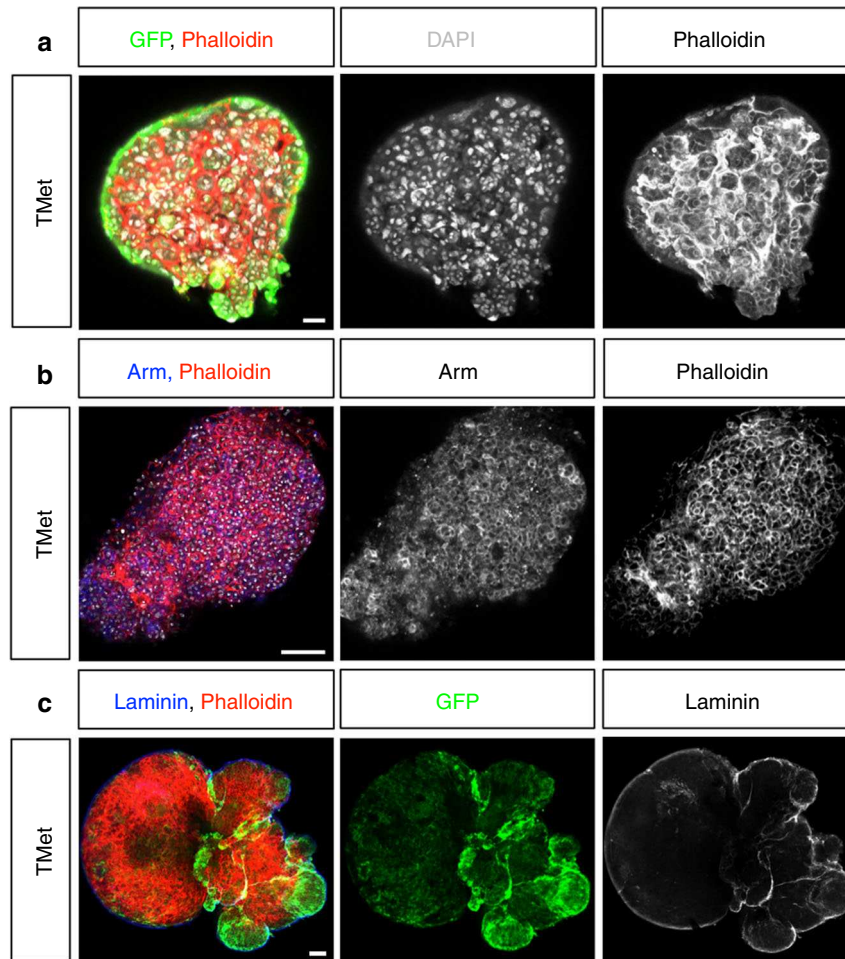 a
GFP, Phalloidin
DAPI
Phalloidin
TMet
b
Arm, Phalloidin
Arm
Phalloidin
TMet
c
Laminin, Phalloidin
GFP
Laminin
TMet